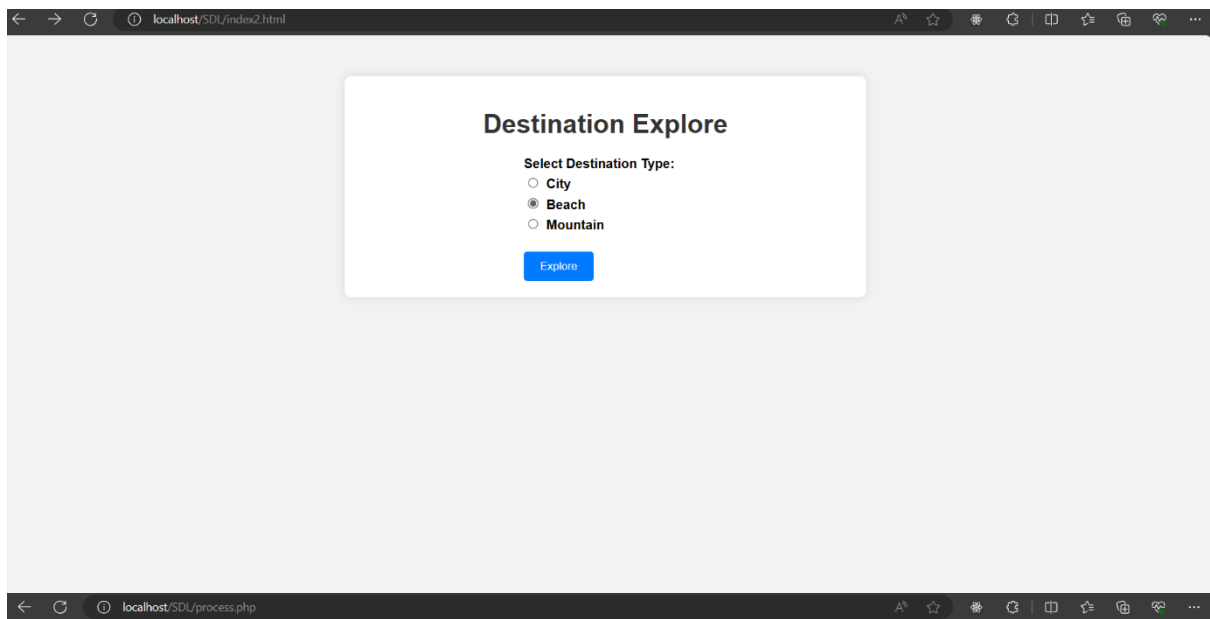 localhost/SDL/index2.html
Destination Explore
Select Destination Type:
City
Beach
Mountain
Explore
localhost/SDL/process.php